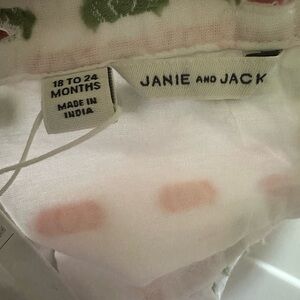 18 TO 24
MONTHS
MADE IN
INDIA
JANIE AND JACK